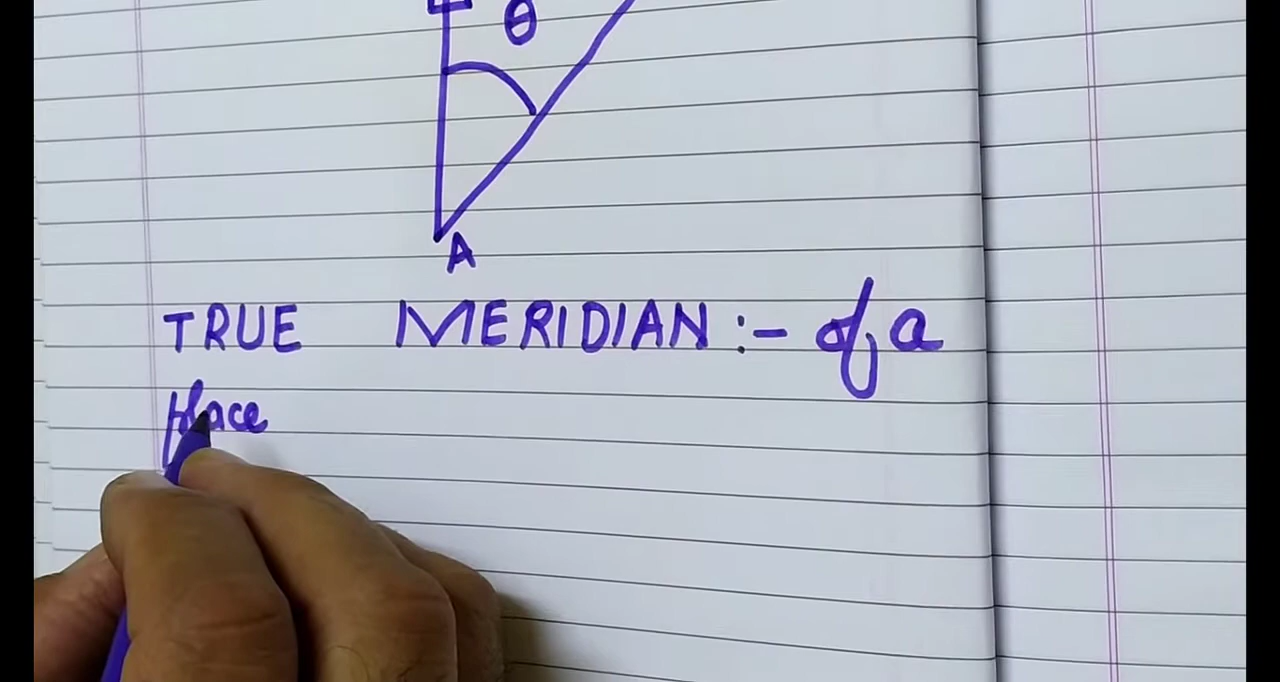 θ
A
TRUE MERIDIAN :- of a
place